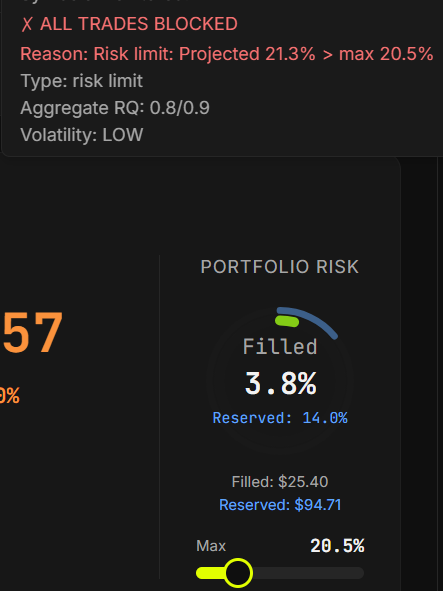 ✗ ALL TRADES BLOCKED
Reason: Risk limit: Projected 21.3% > max 20.5%
Type: risk limit
Aggregate RQ: 0.8/0.9
Volatility: LOW
PORTFOLIO RISK
57
0%
Filled
3.8%
Reserved: 14.0%
Filled: $25.40
Reserved: $94.71
Max 20.5%